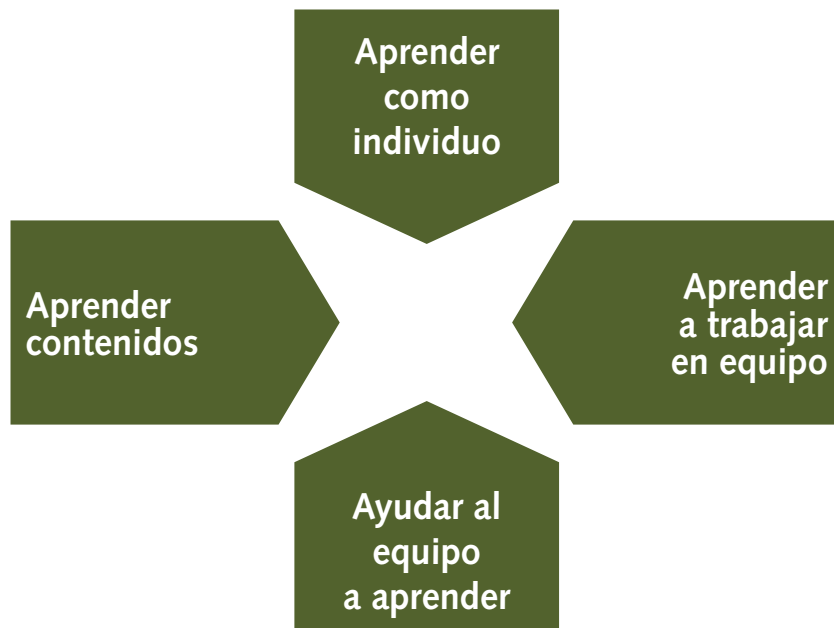 Aprender
como
individuo
Aprender
contenidos
Aprender
a trabajar
en equipo
Ayudar al
equipo
a aprender